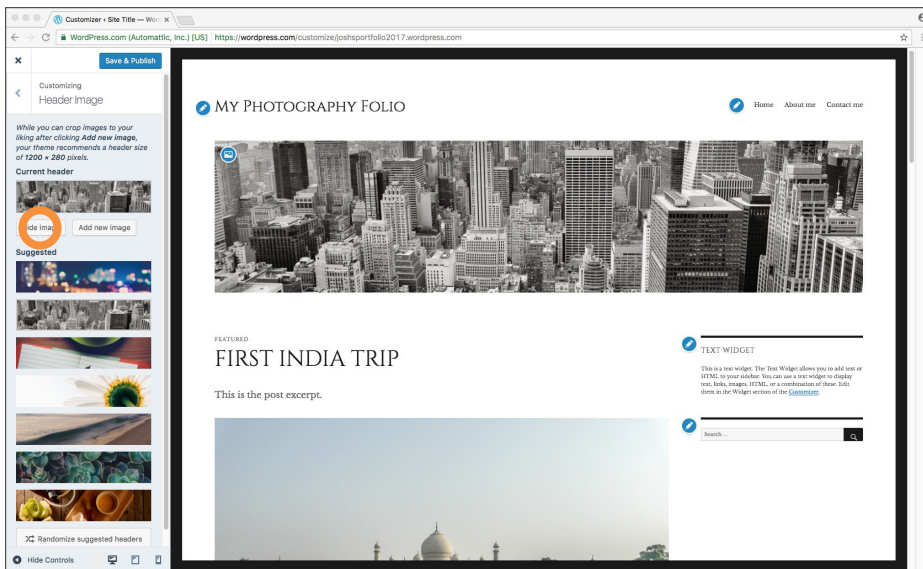 Customizer ‹ Site Title — Word
WordPress.com (Automattic, Inc.) [US] https://wordpress.com/customize/joshsportfolio2017.wordpress.com
Save & Publish
Customizing
Header Image
While you can crop images to your
liking after clicking Add new image,
your theme recommends a header size
of 1200 × 280 pixels.
Current header
Add new image
Suggested
Randomize suggested headers
Hide Controls
MY PHOTOGRAPHY FOLIO
Home About me Contact me
FEATURED
FIRST INDIA TRIP
This is the post excerpt.
TEXT WIDGET
This is a text widget. The Text Widget allows you to add text or
HTML to your sidebar. You can use a text widget to display
text, links, images, HTML, or a combination of these. Edit
them in the Widget section of the Customizer.
Search …